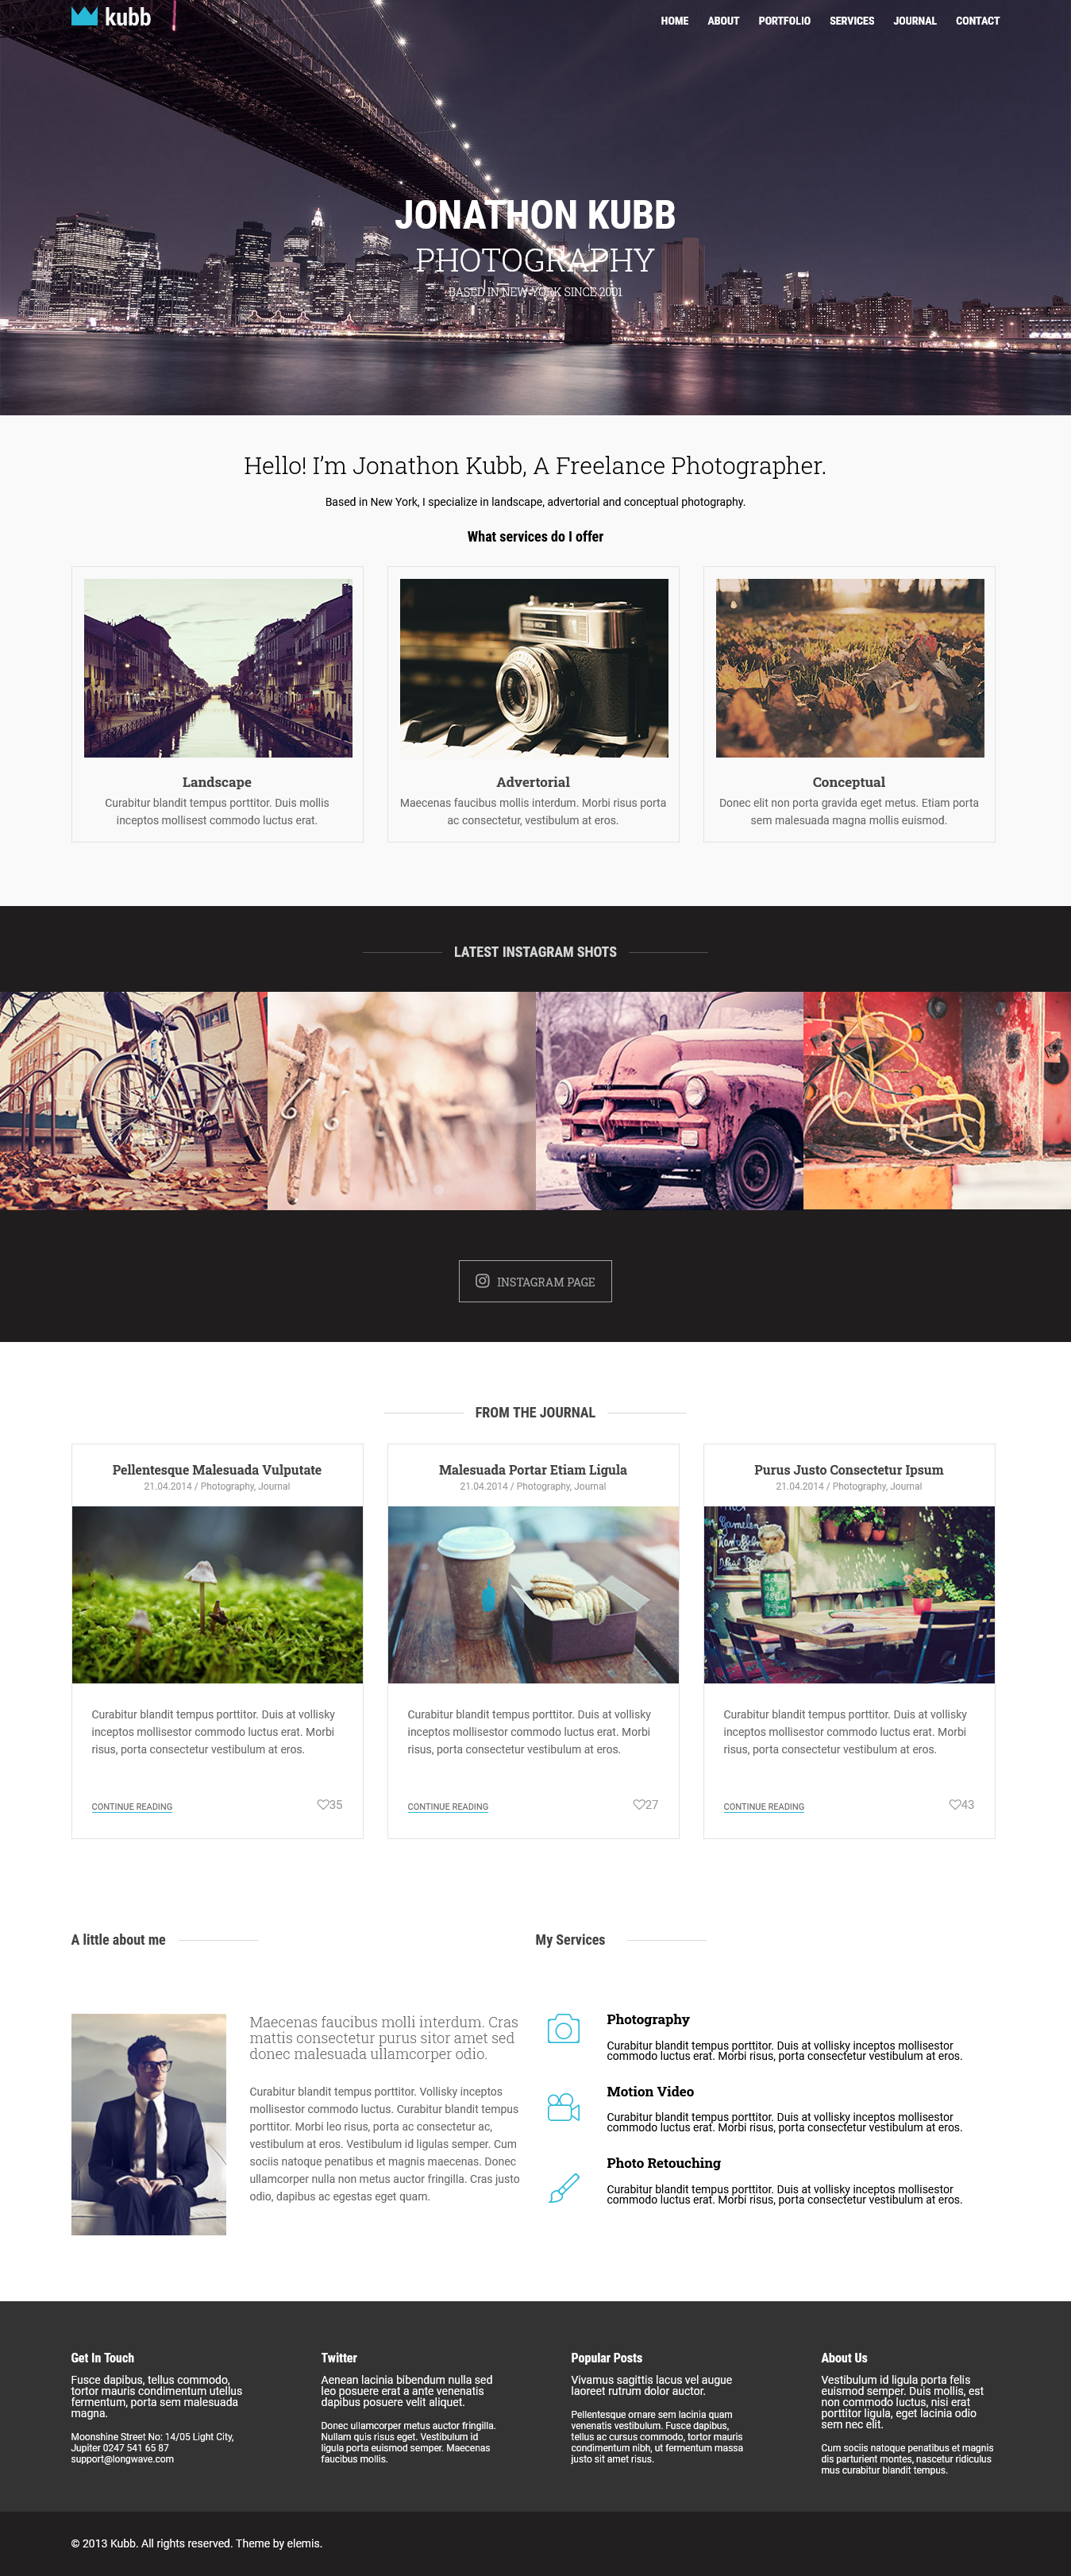 kubb
HOME ABOUT PORTFOLIO SERVICES JOURNAL CONTACT
JONATHON KUBB
PHOTOGRAPHY
BASED IN NEW YORK SINCE 2001
Hello! I’m Jonathon Kubb, A Freelance Photographer.
Based in New York, I specialize in landscape, advertorial and conceptual photography.
What services do I offer
Landscape
Curabitur blandit tempus porttitor. Duis mollis
inceptos mollisest commodo luctus erat.
Advertorial
Maecenas faucibus mollis interdum. Morbi risus porta
ac consectetur, vestibulum at eros.
Conceptual
Donec elit non porta gravida eget metus. Etiam porta
sem malesuada magna mollis euismod.
LATEST INSTAGRAM SHOTS
INSTAGRAM PAGE
FROM THE JOURNAL
Pellentesque Malesuada Vulputate
21.04.2014 / Photography, Journal
Curabitur blandit tempus porttitor. Duis at vollisky
inceptos mollisestor commodo luctus erat. Morbi
risus, porta consectetur vestibulum at eros.
CONTINUE READING 35
Malesuada Portar Etiam Ligula
21.04.2014 / Photography, Journal
Curabitur blandit tempus porttitor. Duis at vollisky
inceptos mollisestor commodo luctus erat. Morbi
risus, porta consectetur vestibulum at eros.
CONTINUE READING 27
Purus Justo Consectetur Ipsum
21.04.2014 / Photography, Journal
Curabitur blandit tempus porttitor. Duis at vollisky
inceptos mollisestor commodo luctus erat. Morbi
risus, porta consectetur vestibulum at eros.
CONTINUE READING 43
A little about me
Maecenas faucibus molli interdum. Cras
mattis consectetur purus sitor amet sed
donec malesuada ullamcorper odio.
Curabitur blandit tempus porttitor. Vollisky inceptos
mollisestor commodo luctus. Curabitur blandit tempus
porttitor. Morbi leo risus, porta ac consectetur ac,
vestibulum at eros. Vestibulum id ligulas semper. Cum
sociis natoque penatibus et magnis maecenas. Donec
ullamcorper nulla non metus auctor fringilla. Cras justo
odio, dapibus ac egestas eget quam.
My Services
Photography
Curabitur blandit tempus porttitor. Duis at vollisky inceptos mollisestor
commodo luctus erat. Morbi risus, porta consectetur vestibulum at eros.
Motion Video
Curabitur blandit tempus porttitor. Duis at vollisky inceptos mollisestor
commodo luctus erat. Morbi risus, porta consectetur vestibulum at eros.
Photo Retouching
Curabitur blandit tempus porttitor. Duis at vollisky inceptos mollisestor
commodo luctus erat. Morbi risus, porta consectetur vestibulum at eros.
Get In Touch
Fusce dapibus, tellus commodo,
tortor mauris condimentum utellus
fermentum, porta sem malesuada
magna.
Moonshine Street No: 14/05 Light City,
Jupiter 0247 541 65 87
support@longwave.com
Twitter
Aenean lacinia bibendum nulla sed
leo posuere erat a ante venenatis
dapibus posuere velit aliquet.
Donec ullamcorper metus auctor fringilla.
Nullam quis risus eget. Vestibulum id
ligula porta euismod semper. Maecenas
faucibus mollis.
Popular Posts
Vivamus sagittis lacus vel augue
laoreet rutrum dolor auctor.
Pellentesque ornare sem lacinia quam
venenatis vestibulum. Fusce dapibus,
tellus ac cursus commodo, tortor mauris
condimentum nibh, ut fermentum massa
justo sit amet risus.
About Us
Vestibulum id ligula porta felis
euismod semper. Duis mollis, est
non commodo luctus, nisi erat
porttitor ligula, eget lacinia odio
sem nec elit.
Cum sociis natoque penatibus et magnis
dis parturient montes, nascetur ridiculus
mus curabitur blandit tempus.
© 2013 Kubb. All rights reserved. Theme by elemis.